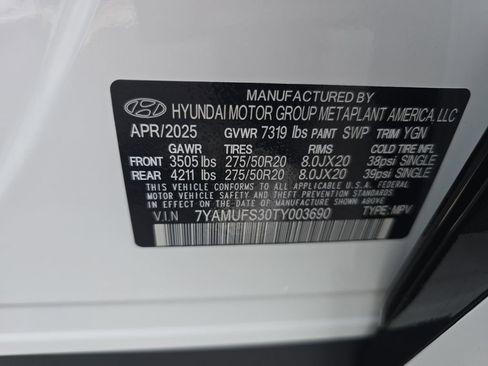 MANUFACTURED BY
HYUNDAI MOTOR GROUP METAPLANT AMERICA, LLC
APR/2025 GVWR 7319 lbs PAINT SWP TRIM YGN
GAWR TIRES RIMS COLD TIRE INFL
FRONT 3505 lbs 275/50R20 8.0JX20 38psi SINGLE
REAR 4211 lbs 275/50R20 8.0JX20 39psi SINGLE
THIS VEHICLE CONFORMS TO ALL APPLICABLE U.S.A. FEDERAL
MOTOR VEHICLE SAFETY AND THEFT PREVENTION STANDARDS
IN EFFECT ON THE DATE OF MANUFACTURE SHOWN ABOVE
V.I.N 7YAMUFS30TY003690 TYPE:MPV